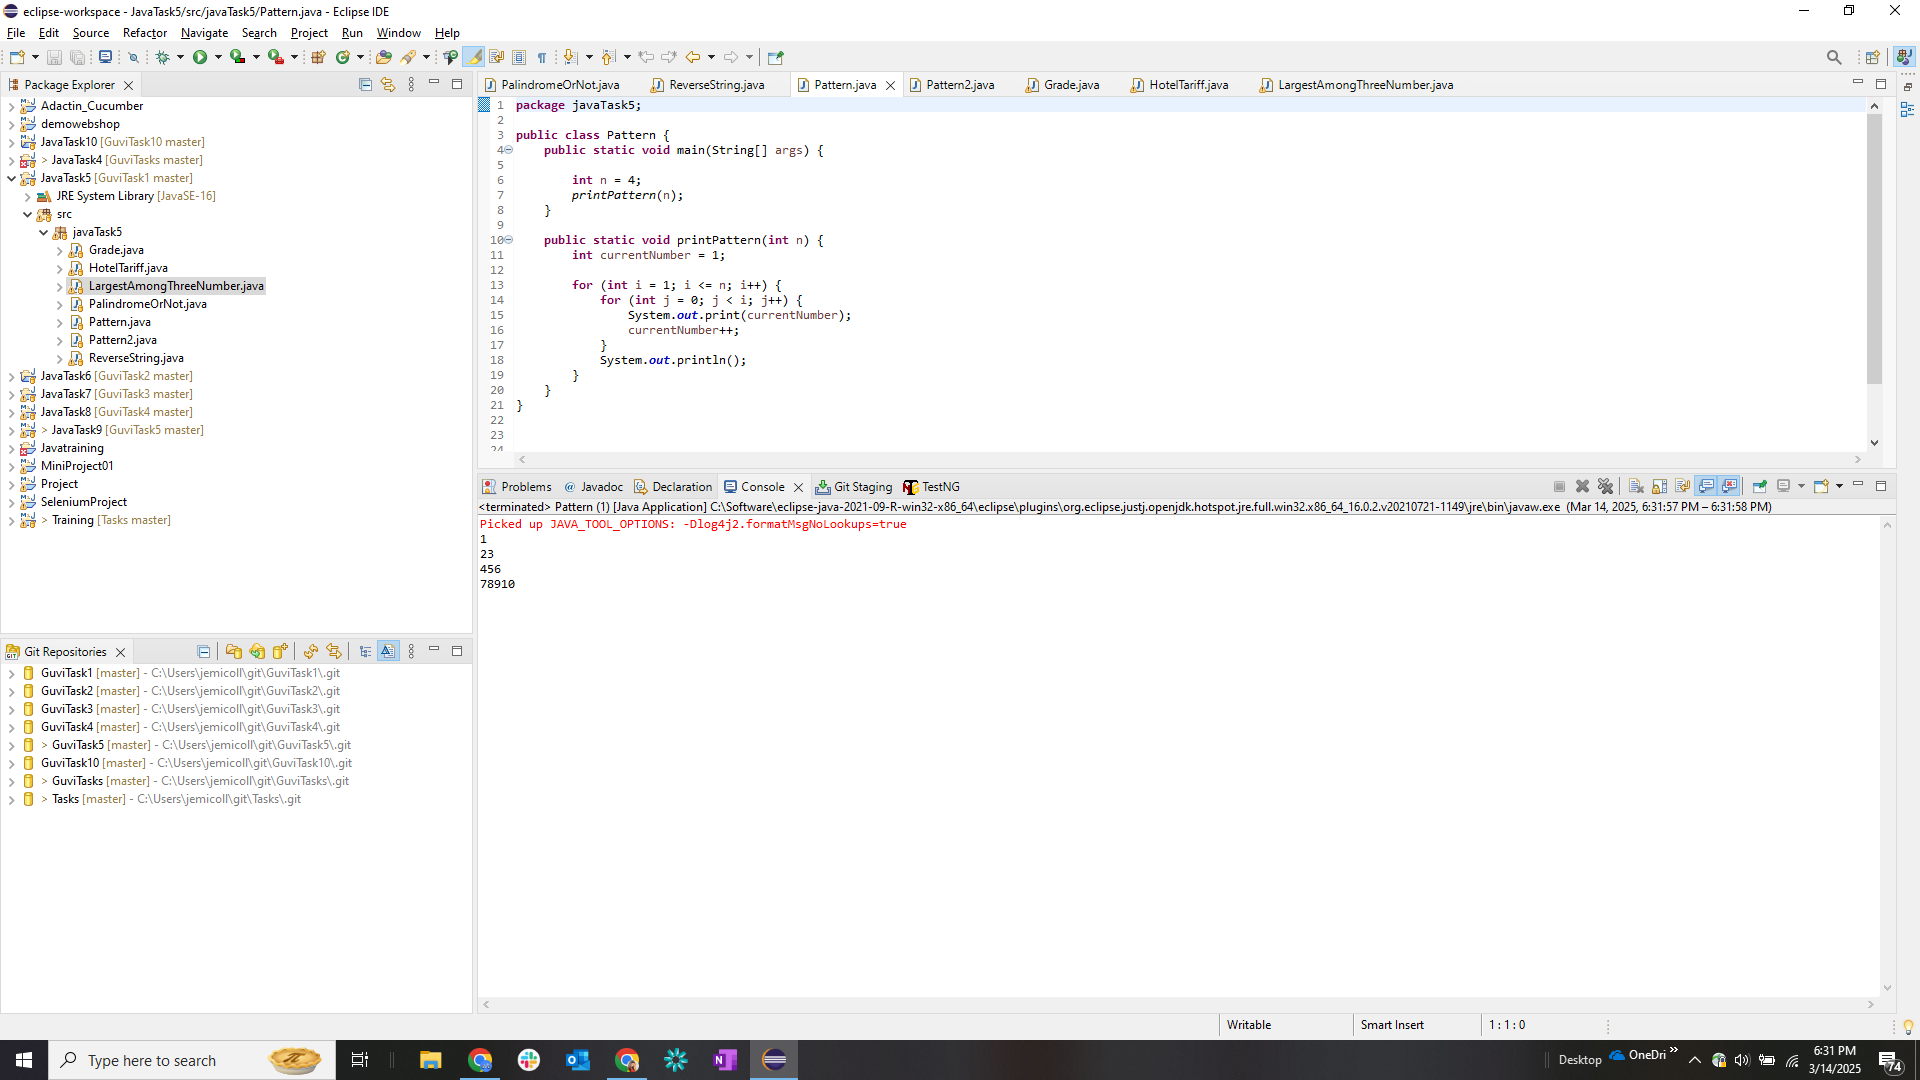 eclipse-workspace - JavaTask5/src/javaTask5/Pattern.java - Eclipse IDE
File Edit Source Refactor Navigate Search Project Run Window Help
Package Explorer
Adactin_Cucumber
demowebshop
JavaTask10 [GuviTask10 master]
> JavaTask4 [GuviTasks master]
JavaTask5 [GuviTask1 master]
JRE System Library [JavaSE-16]
src
javaTask5
Grade.java
HotelTariff.java
LargestAmongThreeNumber.java
PalindromeOrNot.java
Pattern.java
Pattern2.java
ReverseString.java
JavaTask6 [GuviTask2 master]
JavaTask7 [GuviTask3 master]
JavaTask8 [GuviTask4 master]
> JavaTask9 [GuviTask5 master]
Javatraining
MiniProject01
Project
SeleniumProject
> Training [Tasks master]
Git Repositories
GuviTask1 [master] - C:\Users\jemicoll\git\GuviTask1\.git
GuviTask2 [master] - C:\Users\jemicoll\git\GuviTask2\.git
GuviTask3 [master] - C:\Users\jemicoll\git\GuviTask3\.git
GuviTask4 [master] - C:\Users\jemicoll\git\GuviTask4\.git
> GuviTask5 [master] - C:\Users\jemicoll\git\GuviTask5\.git
GuviTask10 [master] - C:\Users\jemicoll\git\GuviTask10\.git
> GuviTasks [master] - C:\Users\jemicoll\git\GuviTasks\.git
> Tasks [master] - C:\Users\jemicoll\git\Tasks\.git
PalindromeOrNot.java ReverseString.java Pattern.java Pattern2.java Grade.java HotelTariff.java LargestAmongThreeNumber.java
1 package javaTask5;
2
3 public class Pattern {
4 public static void main(String[] args) {
5
6 int n = 4;
7 printPattern(n);
8 }
9
10 public static void printPattern(int n) {
11 int currentNumber = 1;
12
13 for (int i = 1; i <= n; i++) {
14 for (int j = 0; j < i; j++) {
15 System.out.print(currentNumber);
16 currentNumber++;
17 }
18 System.out.println();
19 }
20 }
21 }
22
23
24
Problems @ Javadoc Declaration Console Git Staging TestNG
<terminated> Pattern (1) [Java Application] C:\Software\eclipse-java-2021-09-R-win32-x86_64\eclipse\plugins\org.eclipse.justj.openjdk.hotspot.jre.full.win32.x86_64_16.0.2.v20210721-1149\jre\bin\javaw.exe (Mar 14, 2025, 6:31:57 PM – 6:31:58 PM)
Picked up JAVA_TOOL_OPTIONS: -Dlog4j2.formatMsgNoLookups=true
1
23
456
78910
Writable Smart Insert 1 : 1 : 0
Type here to search
Desktop OneDri
6:31 PM
3/14/2025
74